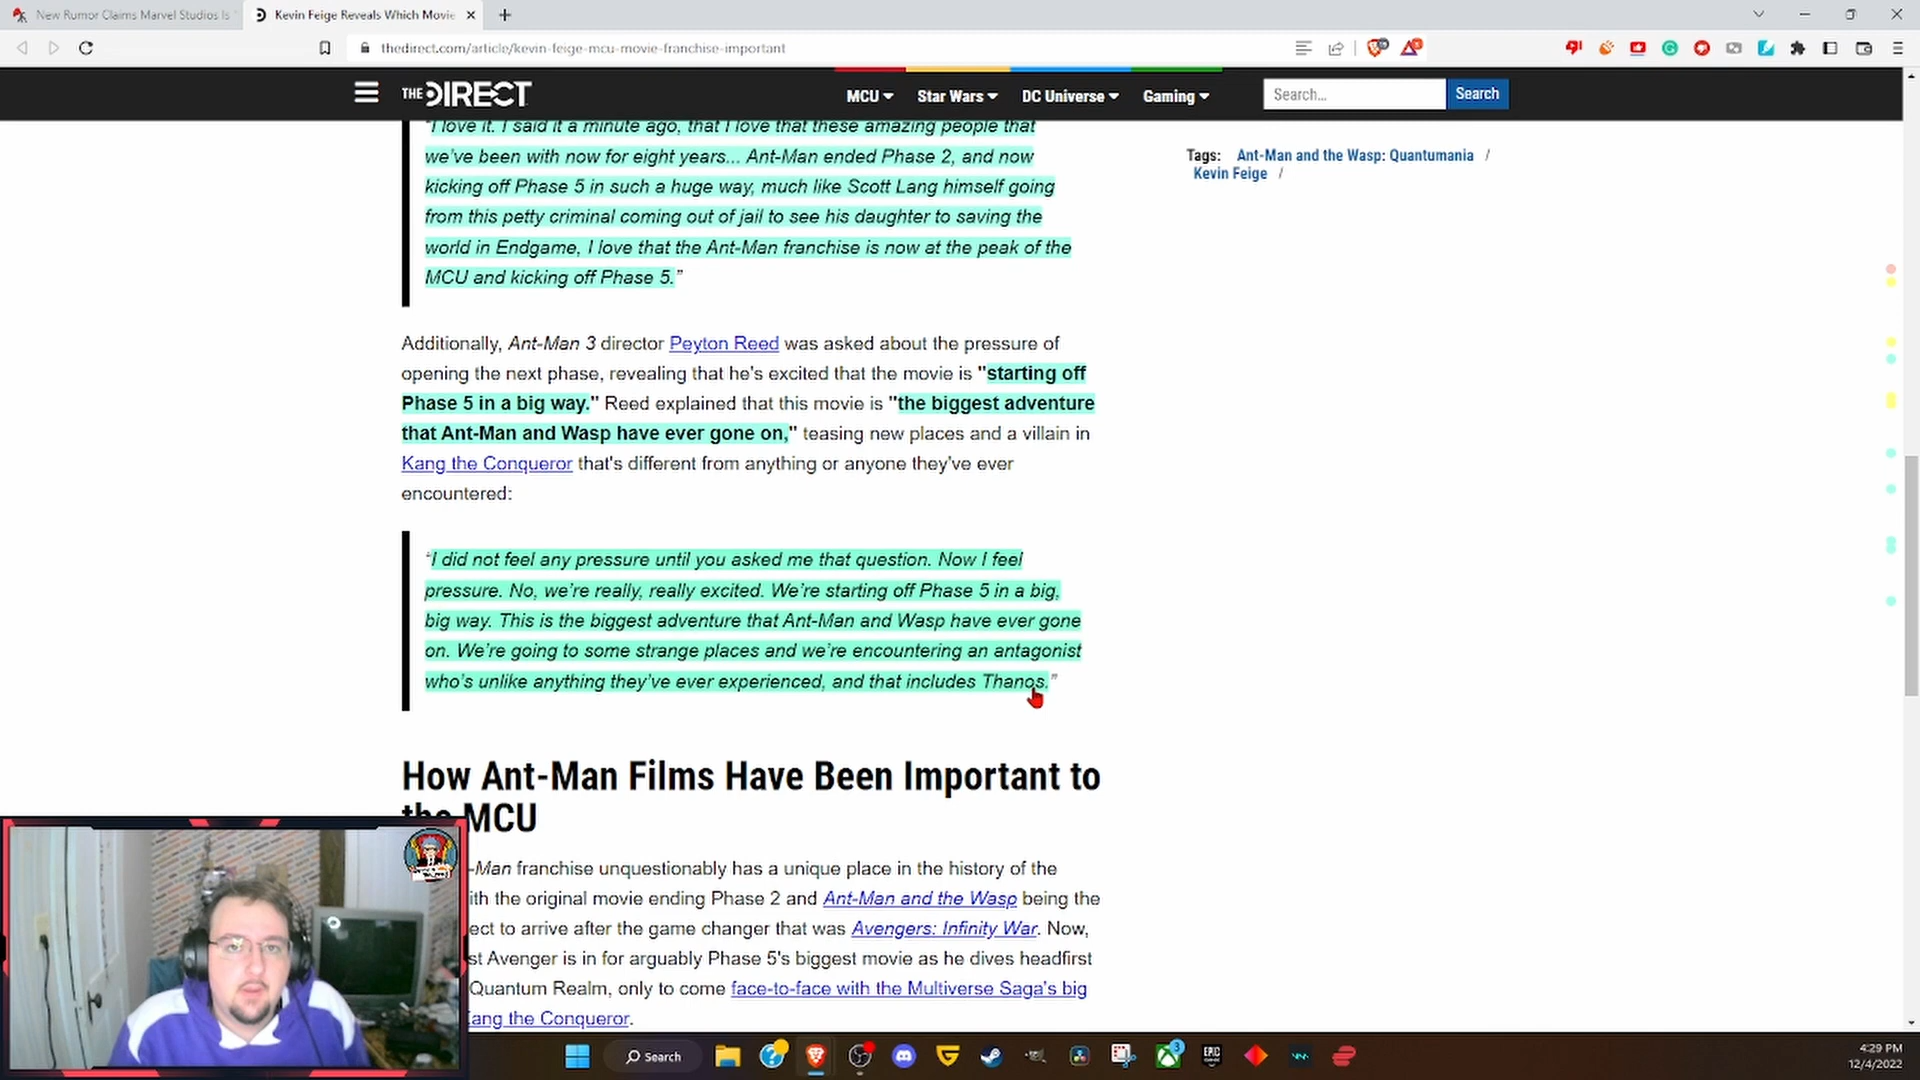 New Rumor Claims Marvel Studios Is
Kevin Feige Reveals Which Movie
thedirect.com/article/kevin-feige-mcu-movie-franchise-important
THE DIRECT
MCU
Star Wars
DC Universe
Gaming
Search...
Search
"I love it. I said it a minute ago, that I love that these amazing people that
we've been with now for eight years... Ant-Man ended Phase 2, and now
kicking off Phase 5 in such a huge way, much like Scott Lang himself going
from this petty criminal coming out of jail to see his daughter to saving the
world in Endgame, I love that the Ant-Man franchise is now at the peak of the
MCU and kicking off Phase 5."
Tags: Ant-Man and the Wasp: Quantumania /
Kevin Feige /
Additionally, Ant-Man 3 director Peyton Reed was asked about the pressure of
opening the next phase, revealing that he's excited that the movie is "starting off
Phase 5 in a big way." Reed explained that this movie is "the biggest adventure
that Ant-Man and Wasp have ever gone on," teasing new places and a villain in
Kang the Conqueror that's different from anything or anyone they've ever
encountered:
"I did not feel any pressure until you asked me that question. Now I feel
pressure. No, we're really, really excited. We're starting off Phase 5 in a big,
big way. This is the biggest adventure that Ant-Man and Wasp have ever gone
on. We're going to some strange places and we're encountering an antagonist
who's unlike anything they've ever experienced, and that includes Thanos."
How Ant-Man Films Have Been Important to
the MCU
-Man franchise unquestionably has a unique place in the history of the
ith the original movie ending Phase 2 and Ant-Man and the Wasp being the
ect to arrive after the game changer that was Avengers: Infinity War. Now,
st Avenger is in for arguably Phase 5's biggest movie as he dives headfirst
Quantum Realm, only to come face-to-face with the Multiverse Saga's big
Kang the Conqueror.
Search
3
EPIC
4:29 PM
12/4/2022